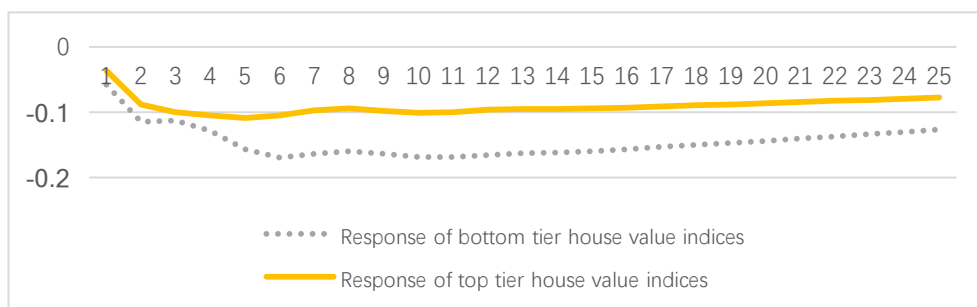 0
1 2 3 4 5 6 7 8 9 10 11 12 13 14 15 16 17 18 19 20 21 22 23 24 25
-0.1
-0.2
Response of bottom tier house value indices
Response of top tier house value indices